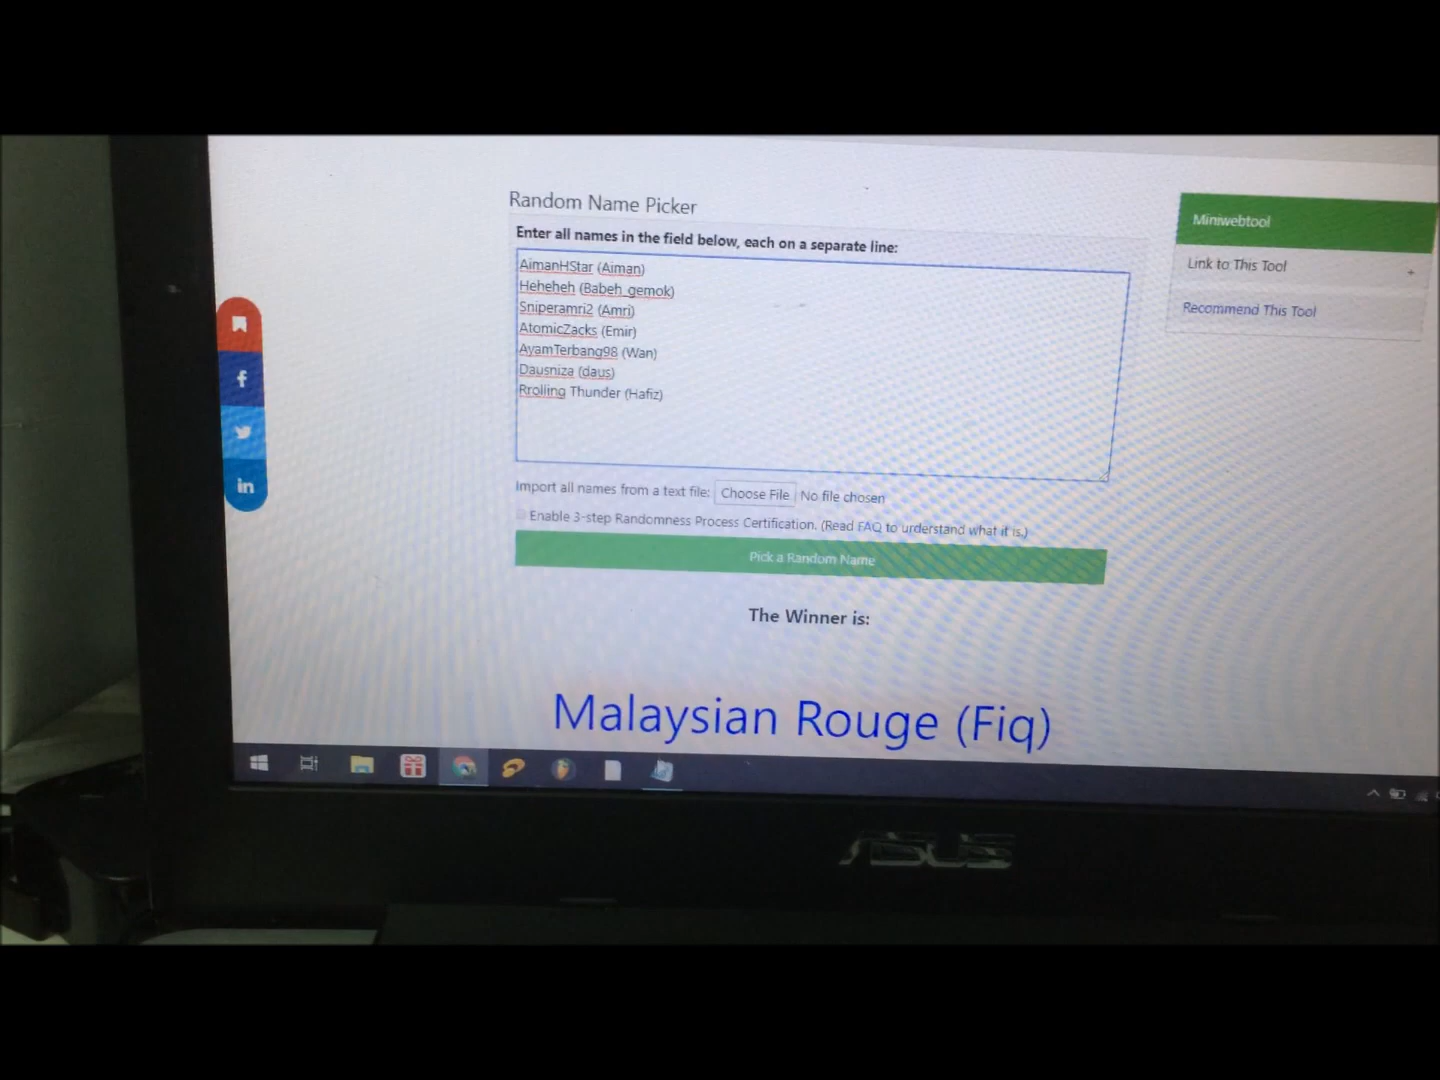 Random Name Picker
Enter all names in the field below, each on a separate line:
AimanHStar (Aiman)
Heheheh (Babeh_gemok)
Sniperamri2 (Amri)
AtomicZacks (Emir)
AyamTerbang98 (Wan)
Dausniza (daus)
Rrolling Thunder (Hafiz)
Import all names from a text file: Choose File No file chosen
Enable 3-step Randomness Process Certification. (Read FAQ to understand what it is.)
Pick a Random Name
The Winner is:
Malaysian Rouge (Fiq)
Miniwebtool
Link to This Tool +
Recommend This Tool
f
in
ASUS